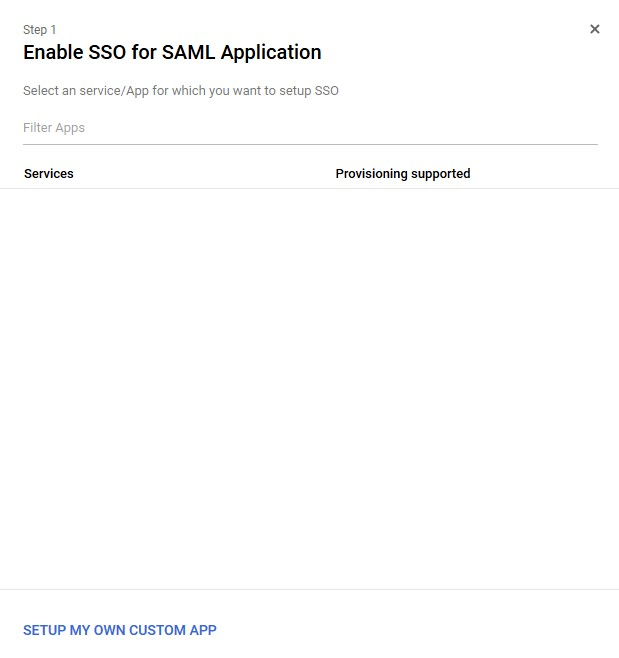 Step 1
Enable SSO for SAML Application
Select an service/App for which you want to setup SSO
Filter Apps
Services Provisioning supported
SETUP MY OWN CUSTOM APP